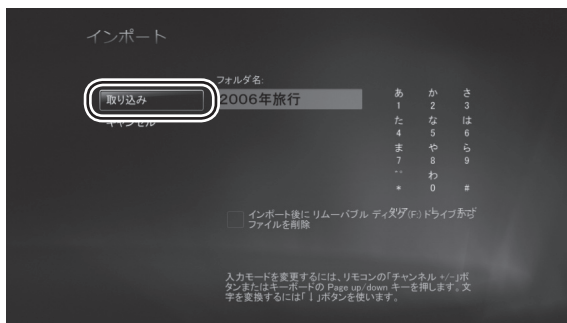 インポート
フォルダ名:
取り込み
2006年旅行
キャンセル
あ か さ
1 2 3
た な は
4 5 6
ま や ら
7 8 9
゛゜ わ
* 0 #
クリア モード
インポート後に リムーバブル ディスク (F:) ドライブから
ファイルを削除
入力モードを変更するには、リモコンの「チャンネル +/-」ボ
タンまたはキーボードの Page up/down キーを押します。文
字を変換するには「↓」ボタンを使います。